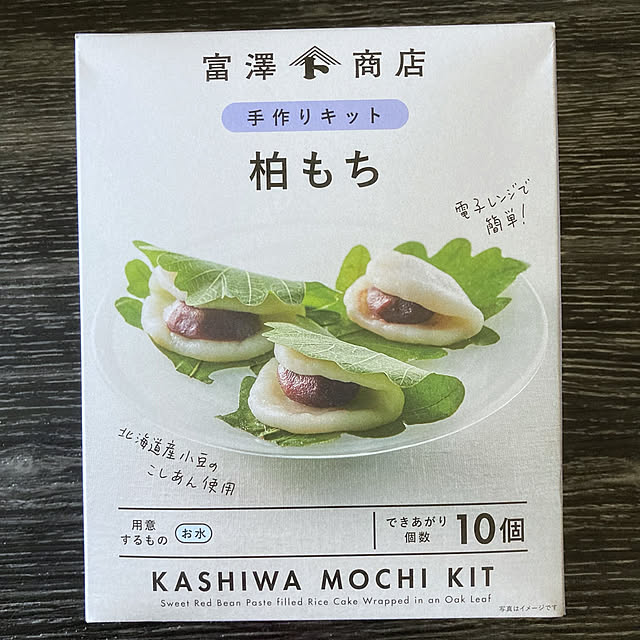 富澤商店
手作りキット
柏もち
電子レンジで
簡単!
北海道産小豆の
こしあん使用
用意
するもの
お水
できあがり
個数
10個
KASHIWA MOCHI KIT
Sweet Red Bean Paste filled Rice Cake Wrapped in an Oak Leaf
写真はイメージです